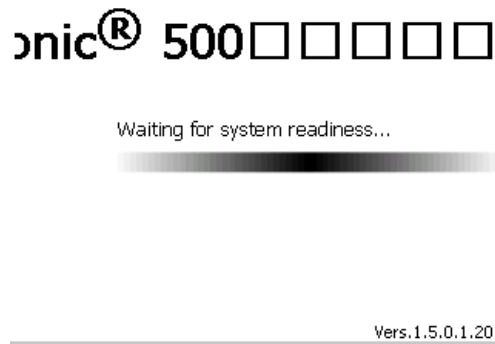 onic® 500□□□□□
Waiting for system readiness...
Vers.1.5.0.1.20